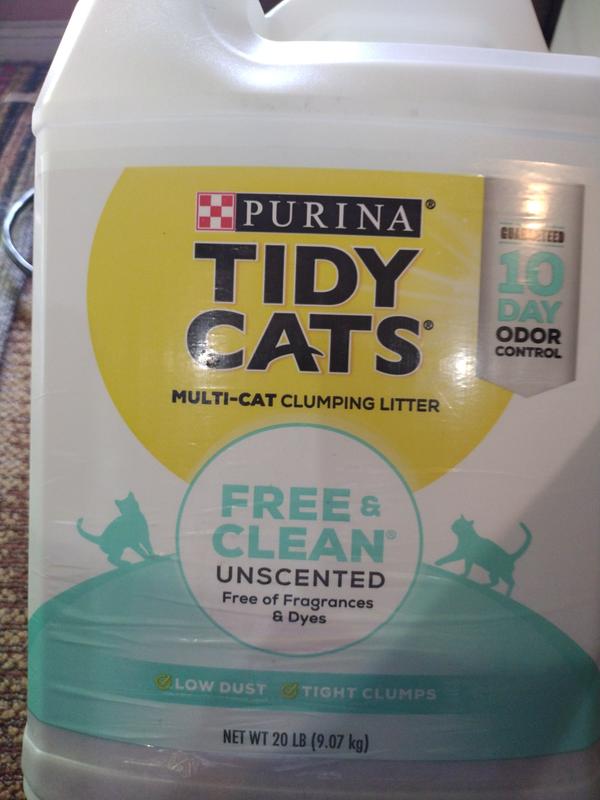 PURINA®
TIDY
CATS®
MULTI-CAT CLUMPING LITTER
GUARANTEED
10
DAY
ODOR
CONTROL
FREE &
CLEAN®
UNSCENTED
Free of Fragrances
& Dyes
LOW DUST TIGHT CLUMPS
NET WT 20 LB (9.07 kg)